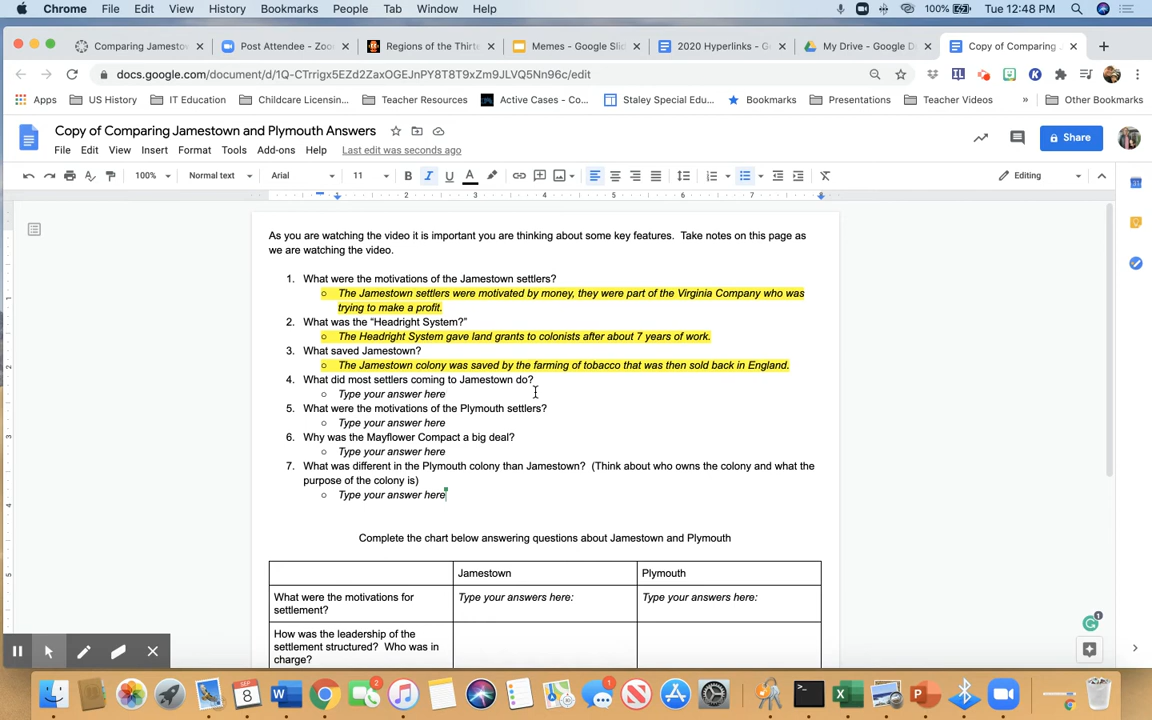 Chrome File Edit View History Bookmarks People Tab Window Help 100% Tue 12:48 PM
Comparing Jamesto Post Attendee - Zoo Regions of the Thirte Memes - Google Slid 2020 Hyperlinks - G My Drive - Google D Copy of Comparing
docs.google.com/document/d/1Q-CTrrigx5EZd2ZaxOGEJnPY8T8T9xZm9JLVQ5Nn96c/edit
Apps US History IT Education Childcare Licensin... Teacher Resources Active Cases - Co... Staley Special Edu... Bookmarks Presentations Teacher Videos » Other Bookmarks
Copy of Comparing Jamestown and Plymouth Answers
Share
File Edit View Insert Format Tools Add-ons Help Last edit was seconds ago
100% Normal text Arial 11 B I U A Editing
2 3 4 5 6 7
As you are watching the video it is important you are thinking about some key features. Take notes on this page as
we are watching the video.
1. What were the motivations of the Jamestown settlers?
○ The Jamestown settlers were motivated by money, they were part of the Virginia Company who was
trying to make a profit.
2. What was the “Headright System?”
○ The Headright System gave land grants to colonists after about 7 years of work.
3. What saved Jamestown?
○ The Jamestown colony was saved by the farming of tobacco that was then sold back in England.
4. What did most settlers coming to Jamestown do?
○ Type your answer here
5. What were the motivations of the Plymouth settlers?
○ Type your answer here
6. Why was the Mayflower Compact a big deal?
○ Type your answer here
7. What was different in the Plymouth colony than Jamestown? (Think about who owns the colony and what the
purpose of the colony is)
○ Type your answer here
Complete the chart below answering questions about Jamestown and Plymouth
Jamestown Plymouth
What were the motivations for Type your answers here: Type your answers here:
settlement?
How was the leadership of the
settlement structured? Who was in
charge?